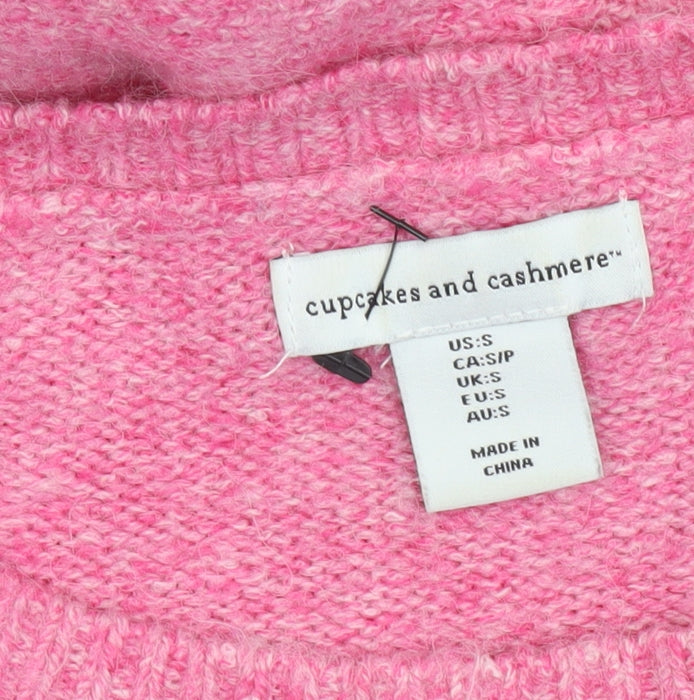 cupcakes and cashmere™
US:S
CA:S/P
UK:S
EU:S
AU:S
MADE IN
CHINA